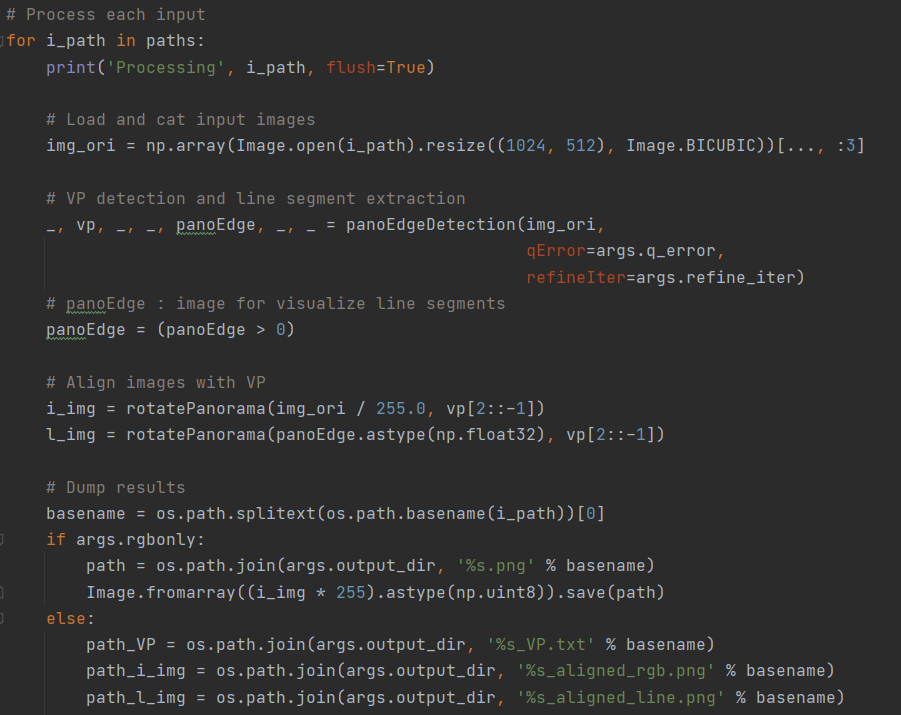 # Process each input
for i_path in paths:
    print('Processing', i_path, flush=True)

    # Load and cat input images
    img_ori = np.array(Image.open(i_path).resize((1024, 512), Image.BICUBIC))[..., :3]

    # VP detection and line segment extraction
    _, vp, _, _, panoEdge, _, _ = panoEdgeDetection(img_ori,
                                                    qError=args.q_error,
                                                    refineIter=args.refine_iter)
    # panoEdge : image for visualize line segments
    panoEdge = (panoEdge > 0)

    # Align images with VP
    i_img = rotatePanorama(img_ori / 255.0, vp[2::-1])
    l_img = rotatePanorama(panoEdge.astype(np.float32), vp[2::-1])

    # Dump results
    basename = os.path.splitext(os.path.basename(i_path))[0]
    if args.rgbonly:
        path = os.path.join(args.output_dir, '%s.png' % basename)
        Image.fromarray((i_img * 255).astype(np.uint8)).save(path)
    else:
        path_VP = os.path.join(args.output_dir, '%s_VP.txt' % basename)
        path_i_img = os.path.join(args.output_dir, '%s_aligned_rgb.png' % basename)
        path_l_img = os.path.join(args.output_dir, '%s_aligned_line.png' % basename)